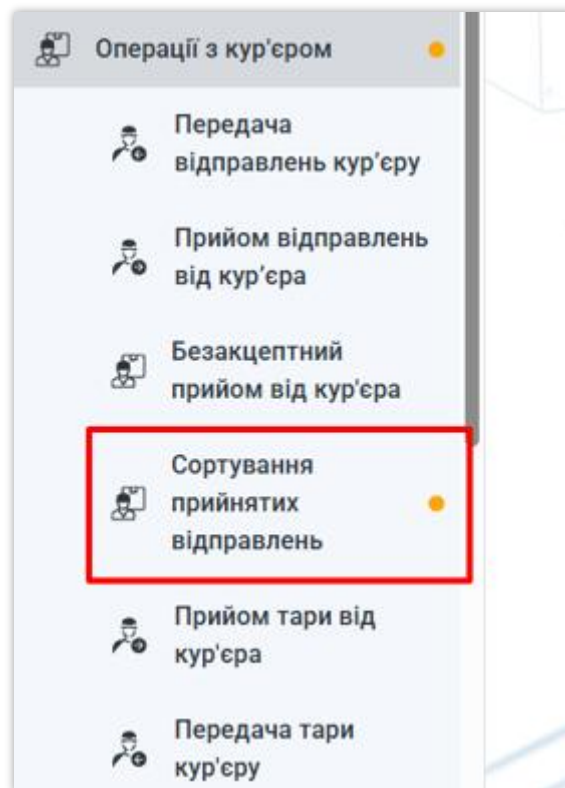 Операції з кур'єром
Передача
відправлень кур’єру
Прийом відправлень
від кур’єра
Безакцептний
прийом від кур'єра
Сортування
прийнятих
відправлень
Прийом тари від
кур'єра
Передача тари
кур'єру